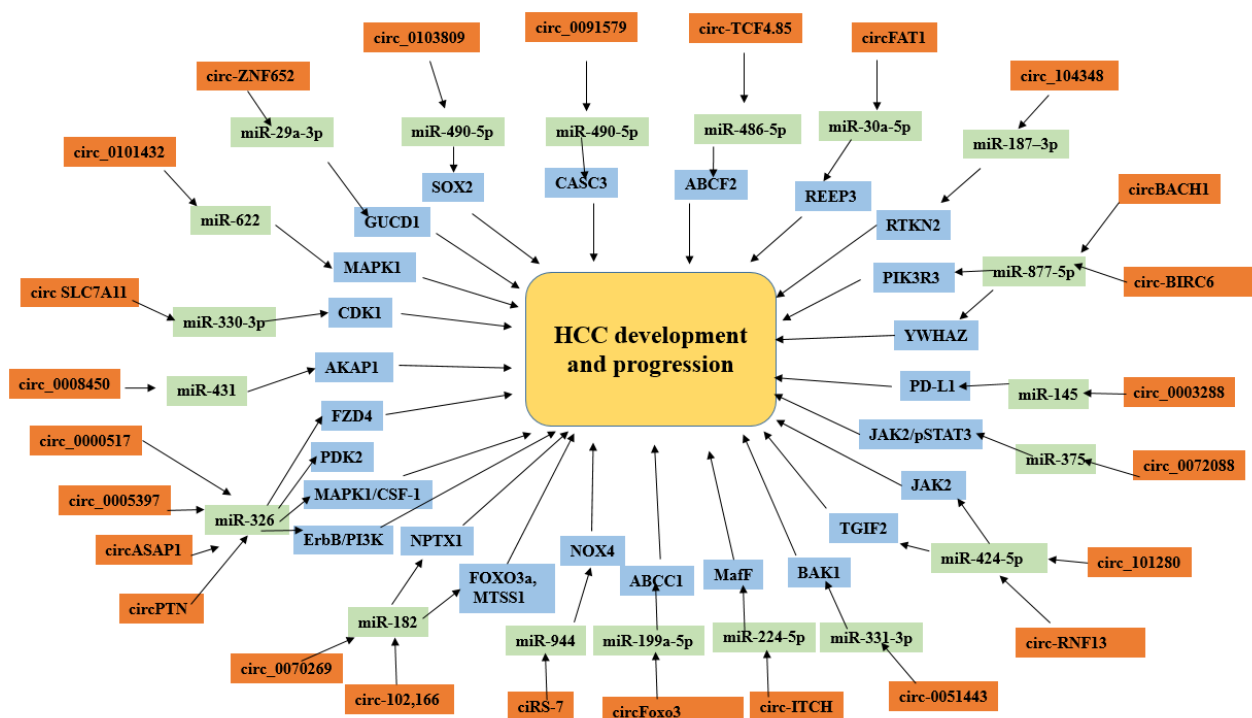 circ_0103809
circ_0091579
circ-TCF4.85
circFAT1
circ-ZNF652
circ_104348
miR-29a-3p
miR-490-5p
miR-490-5p
miR-486-5p
miR-30a-5p
miR-187–3p
circ_0101432
SOX2
CASC3
ABCF2
REEP3
circBACH1
miR-622
GUCD1
RTKN2
MAPK1
PIK3R3
miR-877-5p
circ-BIRC6
circ SLC7A11
miR-330-3p
CDK1
HCC development
and progression
YWHAZ
circ_0008450
miR-431
AKAP1
PD-L1
miR-145
circ_0003288
FZD4
JAK2/pSTAT3
circ_0000517
PDK2
miR-375
circ_0072088
circ_0005397
MAPK1/CSF-1
JAK2
miR-326
ErbB/PI3K
NPTX1
NOX4
TGIF2
circASAP1
miR-424-5p
circ_101280
FOXO3a,
MTSS1
ABCC1
MafF
BAK1
circPTN
miR-182
miR-944
miR-199a-5p
miR-224-5p
miR-331-3p
circ-RNF13
circ_0070269
circ-102,166
ciRS-7
circFoxo3
circ-ITCH
circ-0051443